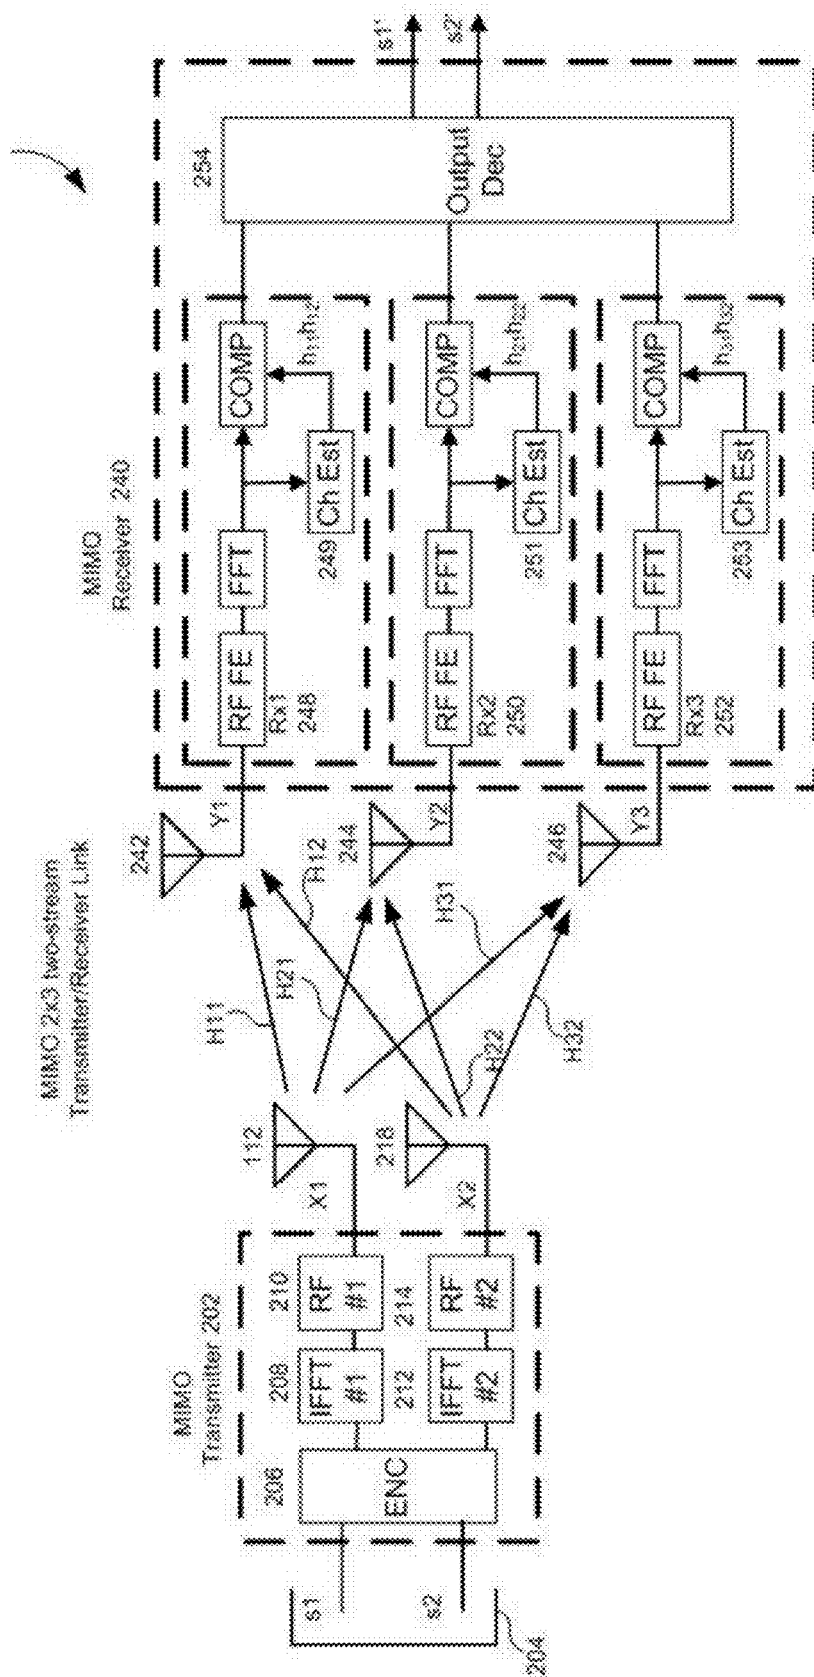 MIMO 2x3 two-stream
Transmitter/Receiver Link
MIMO
Transmitter 202
s1
s2
204
206
ENC
208
IFFT
#1
210
RF
#1
212
IFFT
#2
214
RF
#2
X1
X2
112
218
H11
H21
H12
H31
H22
H32
242
244
246
Y1
Y2
Y3
MIMO
Receiver 240
RF FE
Rx1
248
FFT
Ch Est
249
COMP
h11h12
RF FE
Rx2
250
FFT
Ch Est
251
COMP
h21h22
RF FE
Rx3
252
FFT
Ch Est
253
COMP
h31h32
254
Output
Dec
s1'
s2'